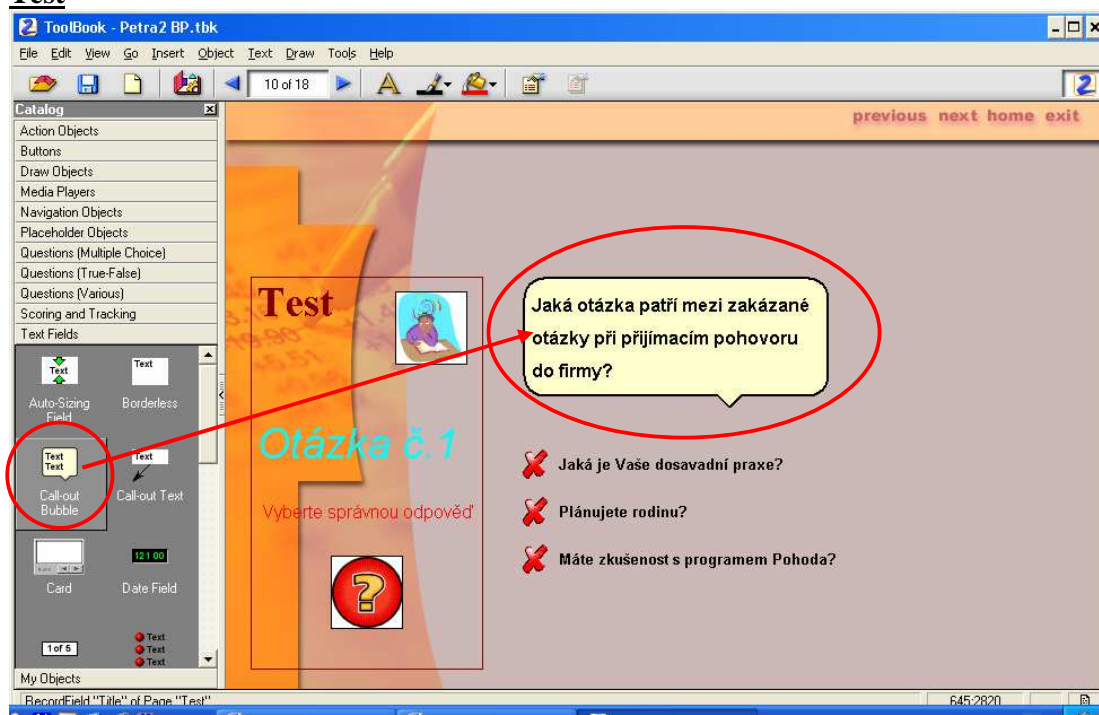 Test
ToolBook - Petra2 BP.tbk
File Edit View Go Insert Object Text Draw Tools Help
10 of 18
Catalog
Action Objects
Buttons
Draw Objects
Media Players
Navigation Objects
Placeholder Objects
Questions (Multiple Choice)
Questions (True-False)
Questions (Various)
Scoring and Tracking
Text Fields
Text
Text
Auto-Sizing Field
Borderless
Text
Text
Text
Call-out Bubble
Call-out Text
121 00
Card
Date Field
1 of 5
Text
Text
Text
My Objects
previous next home exit
Test
Otázka č.1
Vyberte správnou odpověď
Jaká otázka patří mezi zakázané
otázky při přijímacím pohovoru
do firmy?
Jaká je Vaše dosavadní praxe?
Plánujete rodinu?
Máte zkušenost s programem Pohoda?
RecordField "Title" of Page "Test"
645:2820